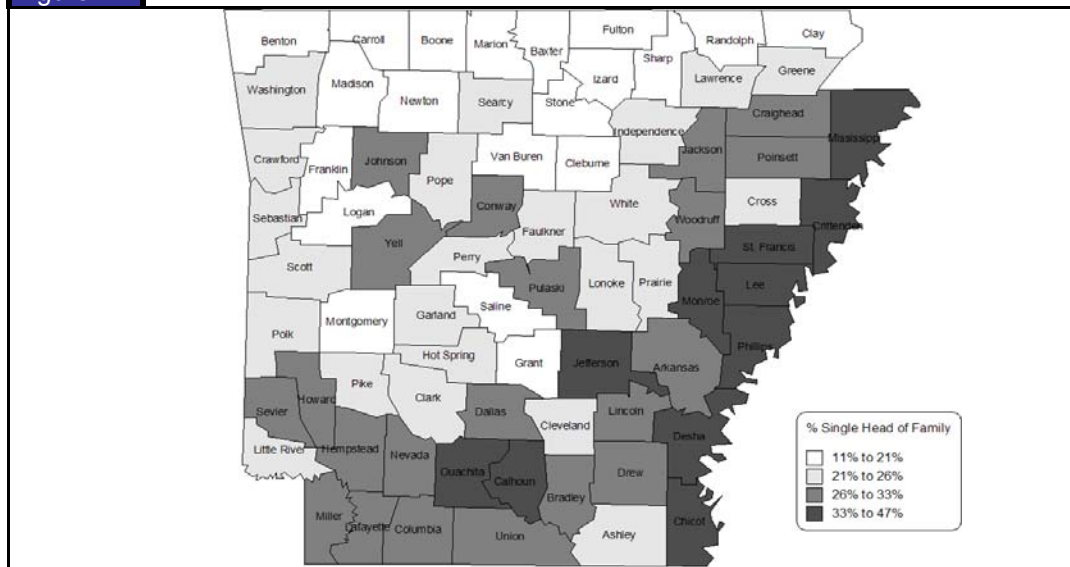 Benton
Carroll
Boone
Marion
Baxter
Fulton
Randolph
Clay
Sharp
Izard
Washington
Madison
Newton
Searcy
Stone
Lawrence
Greene
Independence
Craighead
Jackson
Mississippi
Poinsett
Crawford
Franklin
Johnson
Pope
Van Buren
Cleburne
Logan
Conway
White
Woodruff
Cross
Sebastian
Crittenden
Yell
Faulkner
St. Francis
Scott
Perry
Pulaski
Lonoke
Prairie
Lee
Monroe
Saline
Polk
Montgomery
Garland
Hot Spring
Grant
Jefferson
Arkansas
Phillips
Pike
Clark
Howard
Sevier
Dallas
Cleveland
Lincoln
Desha
Little River
Hempstead
Nevada
Ouachita
Calhoun
Bradley
Drew
Miller
Lafayette
Columbia
Union
Ashley
Chicot
% Single Head of Family
11% to 21%
21% to 26%
26% to 33%
33% to 47%